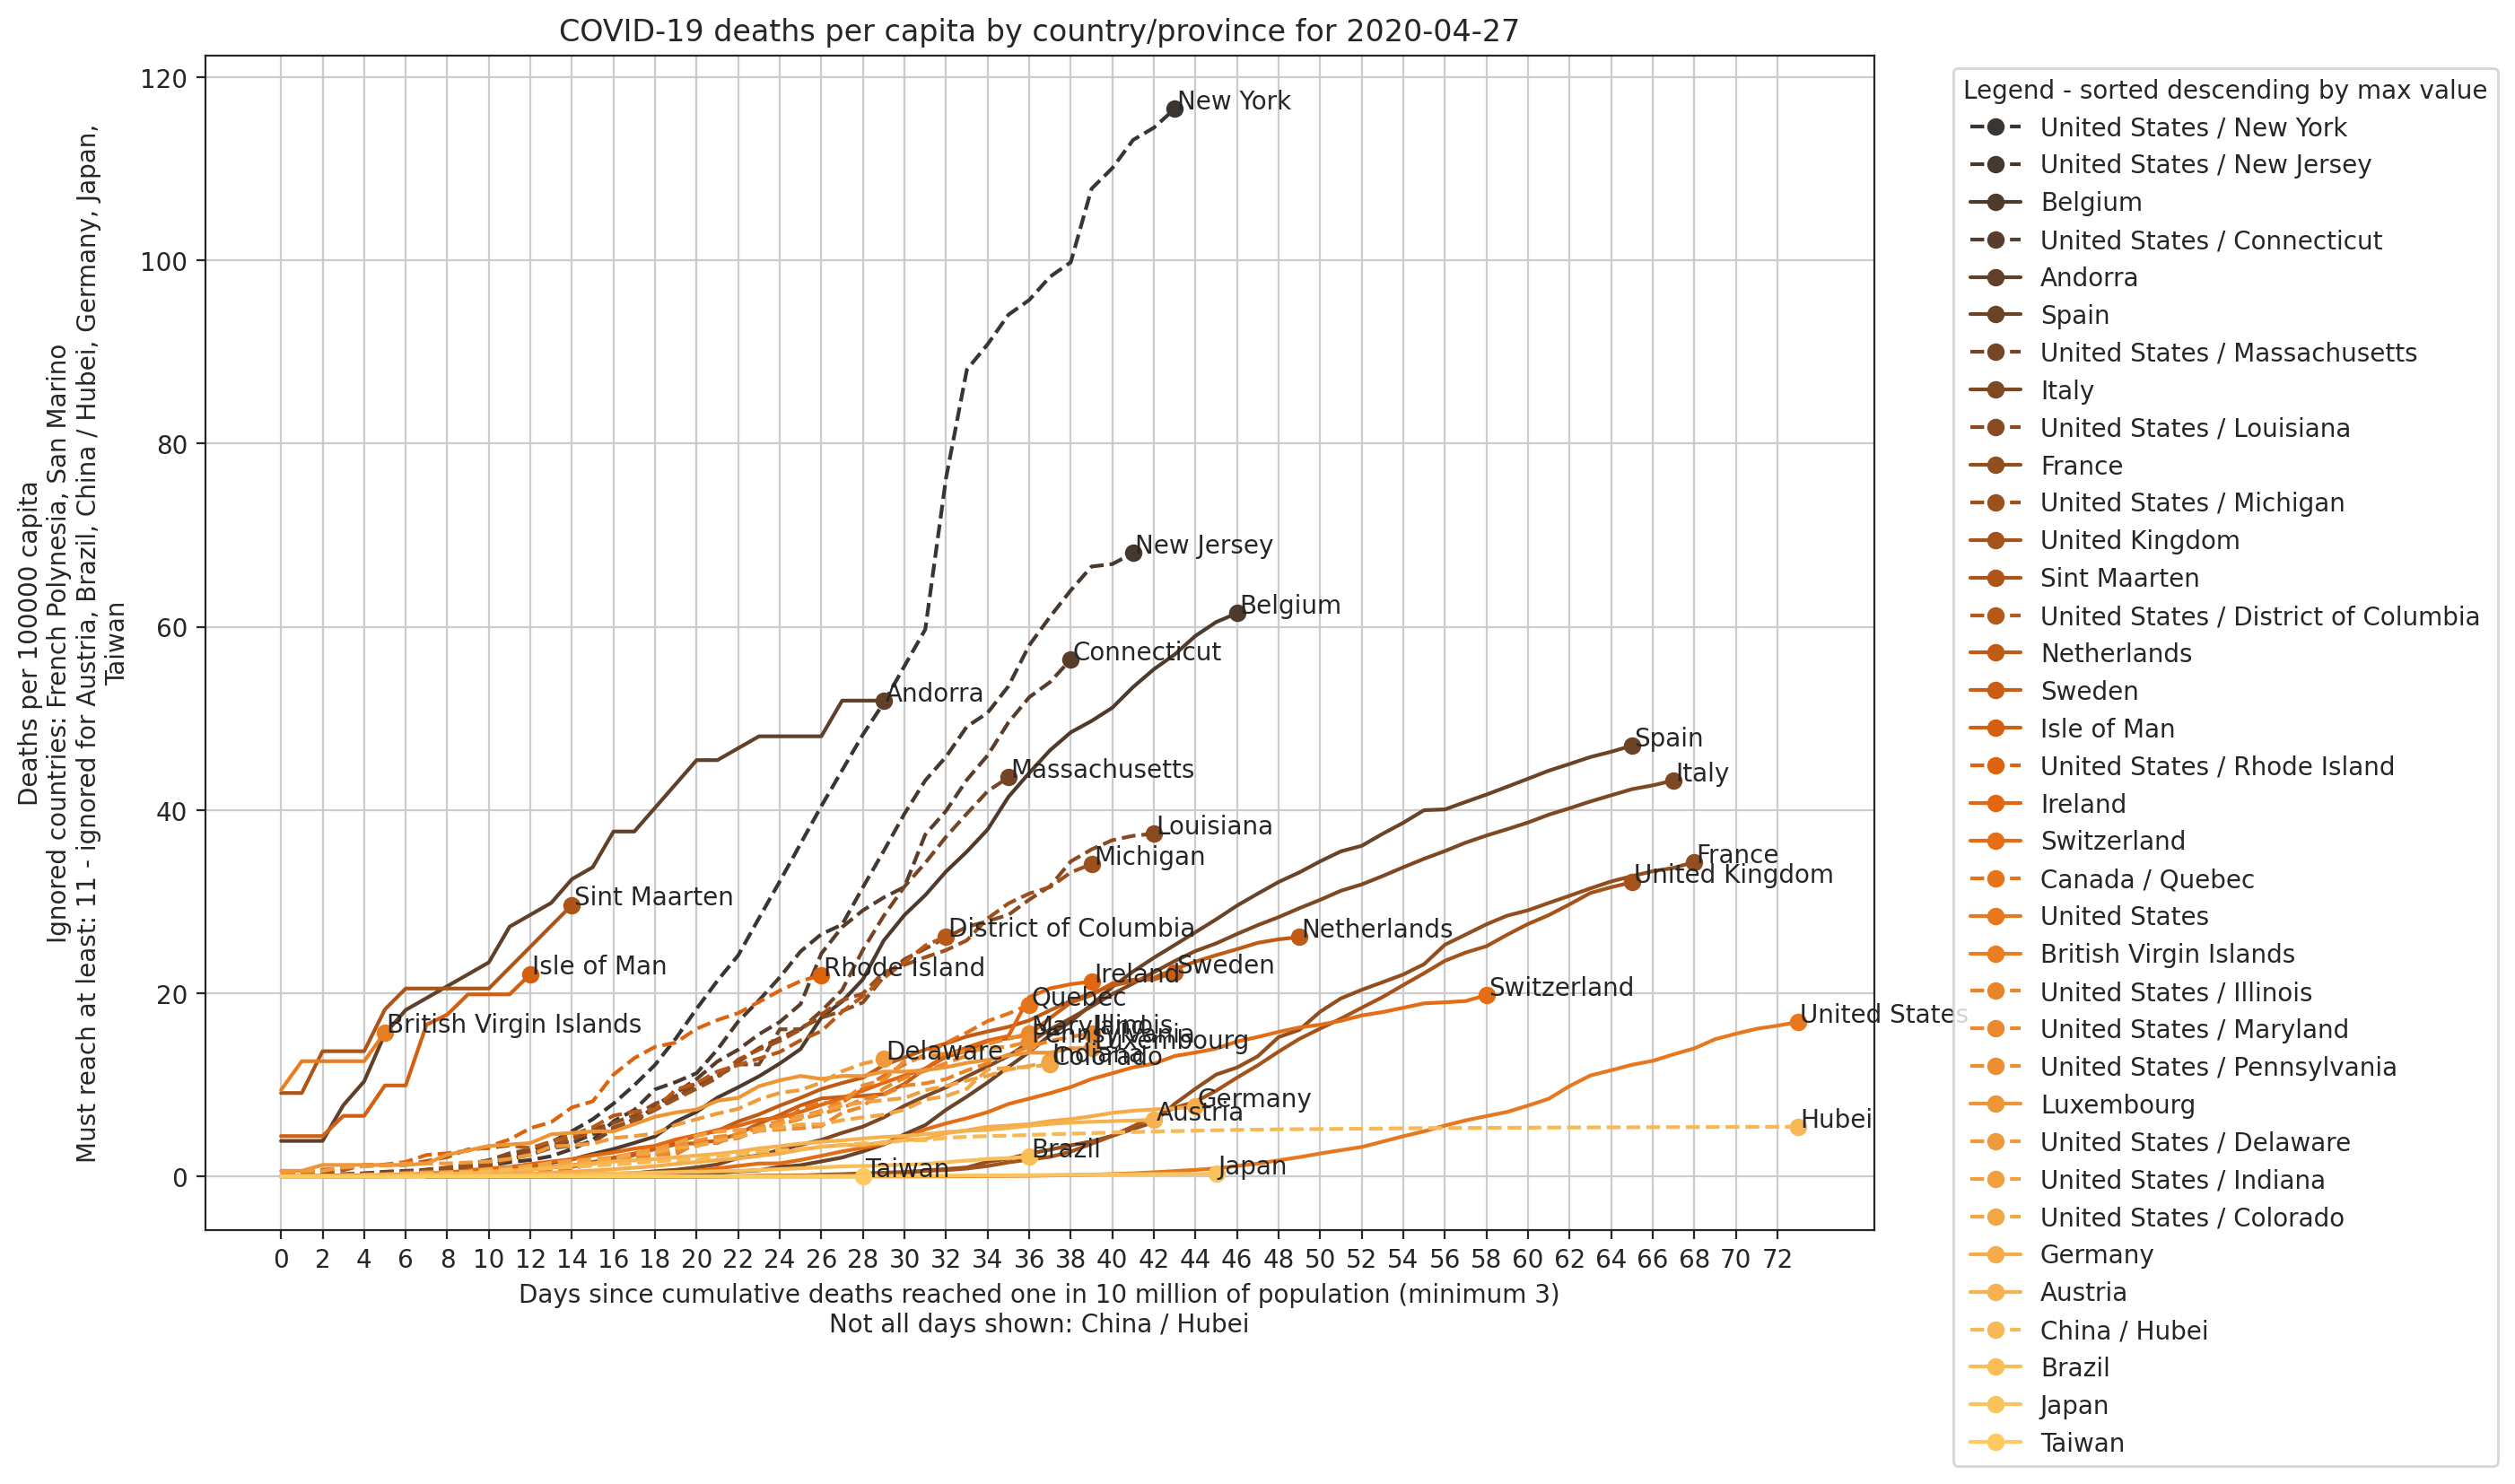 COVID-19 deaths per capita by country/province for 2020-04-27
Deaths per 100000 capita
Ignored countries: French Polynesia, San Marino
Must reach at least: 11 - ignored for Austria, Brazil, China / Hubei, Germany, Japan,
Taiwan
120
100
80
60
40
20
0
New York
New Jersey
Belgium
Connecticut
Andorra
Spain
Massachusetts
Italy
Louisiana
Michigan
France
United Kingdom
Sint Maarten
District of Columbia
Netherlands
Isle of Man
Rhode Island
Ireland
Sweden
Quebec
Switzerland
British Virgin Islands
United States
Maryland
Illinois
Pennsylvania
Luxembourg
Delaware
Indiana
Colorado
Germany
Austria
Hubei
Brazil
Taiwan
Japan
0 2 4 6 8 10 12 14 16 18 20 22 24 26 28 30 32 34 36 38 40 42 44 46 48 50 52 54 56 58 60 62 64 66 68 70 72
Days since cumulative deaths reached one in 10 million of population (minimum 3)
Not all days shown: China / Hubei
Legend - sorted descending by max value
United States / New York
United States / New Jersey
Belgium
United States / Connecticut
Andorra
Spain
United States / Massachusetts
Italy
United States / Louisiana
France
United States / Michigan
United Kingdom
Sint Maarten
United States / District of Columbia
Netherlands
Sweden
Isle of Man
United States / Rhode Island
Ireland
Switzerland
Canada / Quebec
United States
British Virgin Islands
United States / Illinois
United States / Maryland
United States / Pennsylvania
Luxembourg
United States / Delaware
United States / Indiana
United States / Colorado
Germany
Austria
China / Hubei
Brazil
Japan
Taiwan